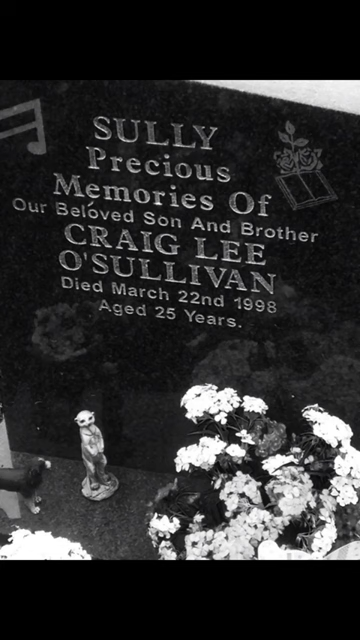 SULLY
Precious
Memories Of
Our Beloved Son And Brother
CRAIG LEE
O'SULLIVAN
Died March 22nd 1998
Aged 25 Years.